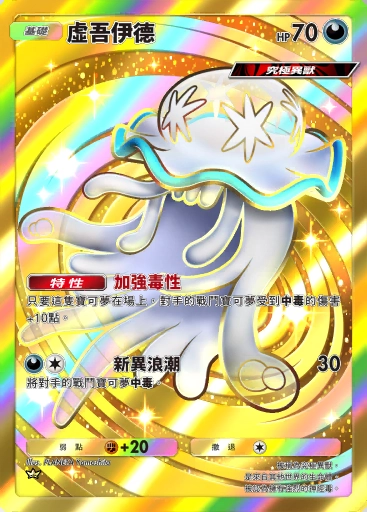 基礎 虛吾伊德 HP 70
究極異獸
特性 加強毒性
只要這隻寶可夢在場上,對手的戰鬥寶可夢受到中毒的傷害
+10點。
新異浪潮 30
將對手的戰鬥寶可夢中毒。
弱點 +20 撤退
Illus.